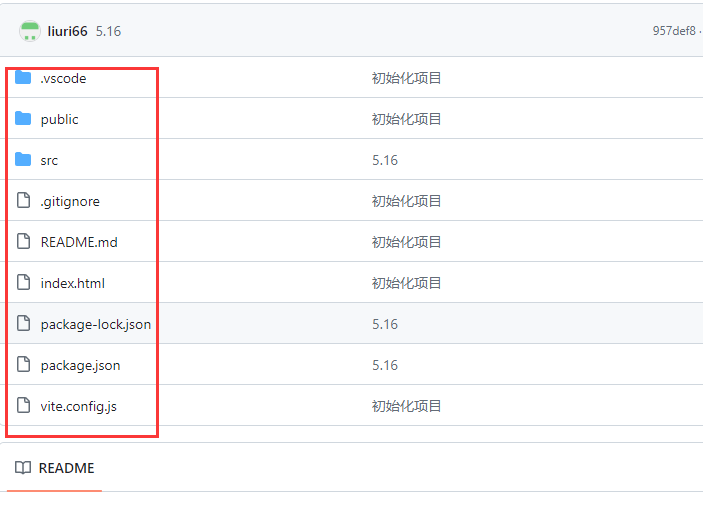 liuri66 5.16 957def8 ·
.vscode 初始化项目
public 初始化项目
src 5.16
.gitignore 初始化项目
README.md 初始化项目
index.html 初始化项目
package-lock.json 5.16
package.json 5.16
vite.config.js 初始化项目
README